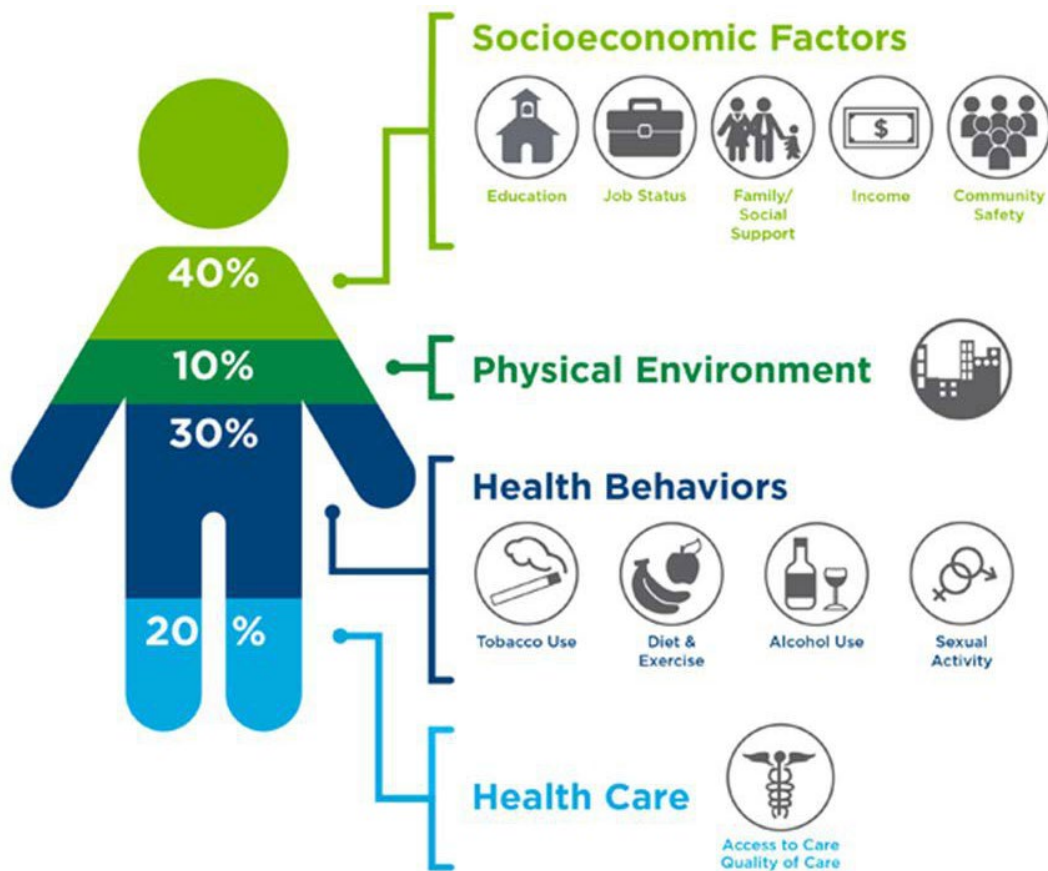 Socioeconomic Factors
$
Education
Job Status
Family/
Social
Support
Income
Community
Safety
40%
10%
Physical Environment
30%
Health Behaviors
Tobacco Use
Diet &
Exercise
Alcohol Use
Sexual
Activity
20 %
Health Care
Access to Care
Quality of Care